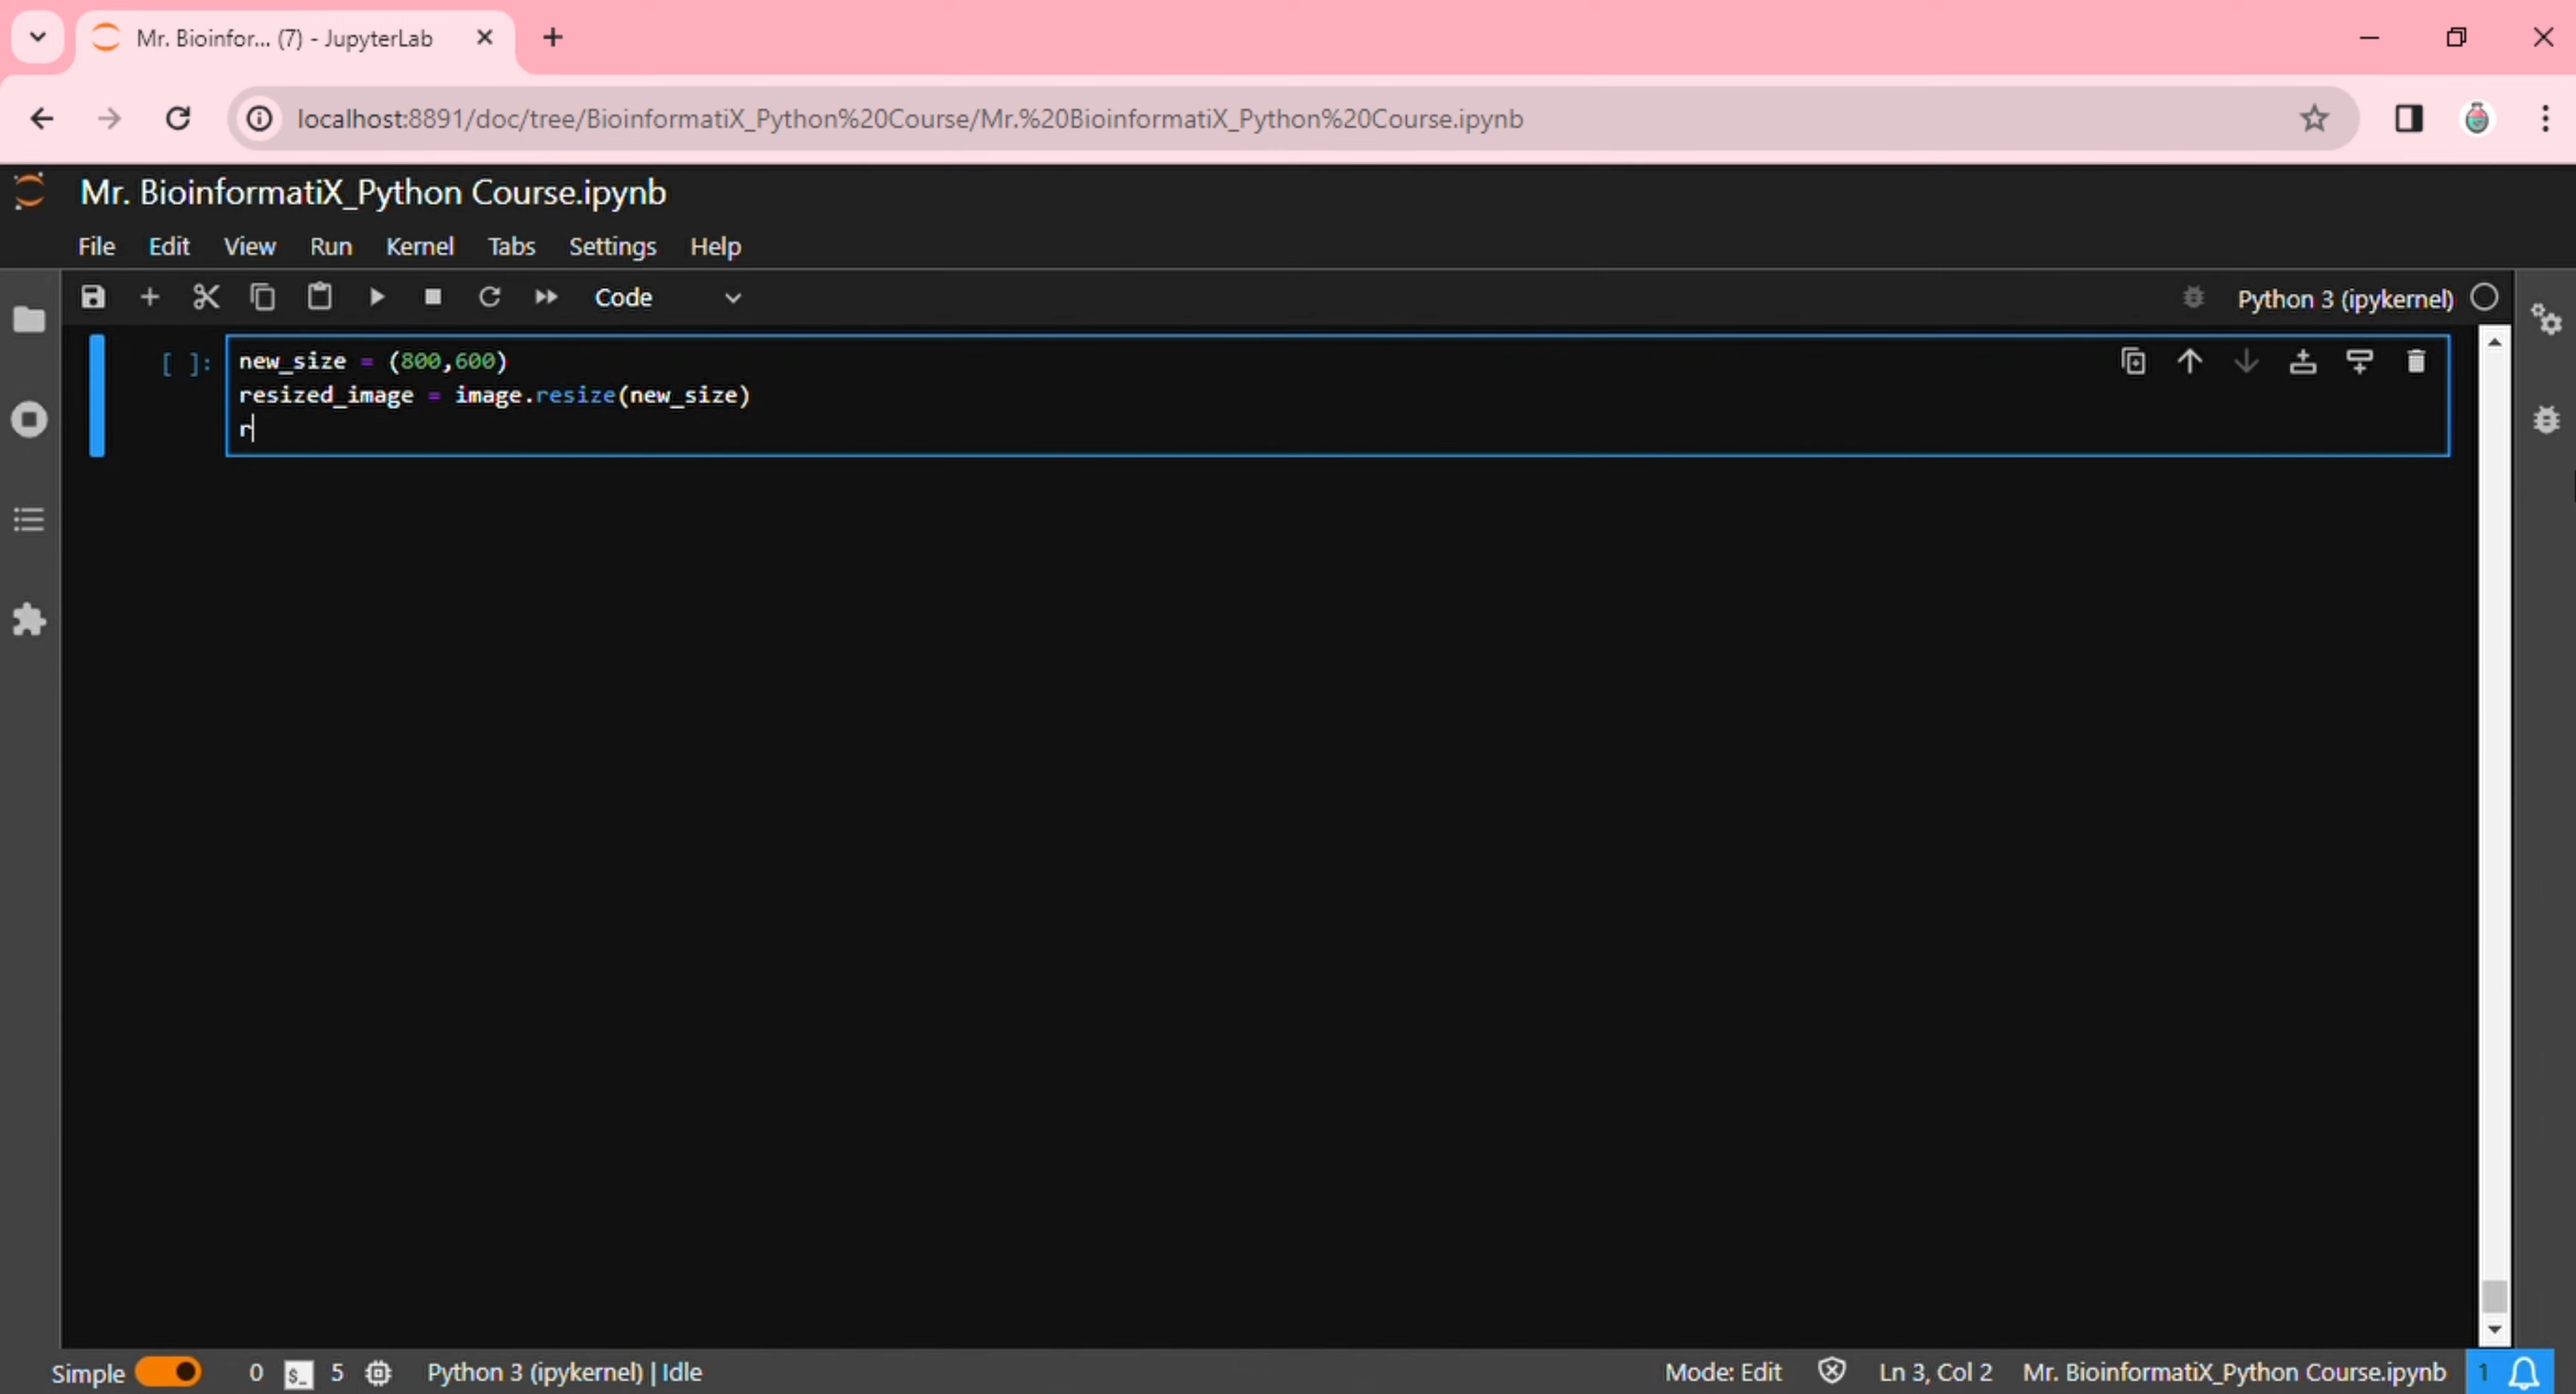 Mr. Bioinfor... (7) - JupyterLab
localhost:8891/doc/tree/BioinformatiX_Python%20Course/Mr.%20BioinformatiX_Python%20Course.ipynb
Mr. BioinformatiX_Python Course.ipynb
File Edit View Run Kernel Tabs Settings Help
Code Python 3 (ipykernel)
[ ]: new_size = (800,600)
resized_image = image.resize(new_size)
r
Simple 0 $_ 5 Python 3 (ipykernel) | Idle Mode: Edit Ln 3, Col 2 Mr. BioinformatiX_Python Course.ipynb 1